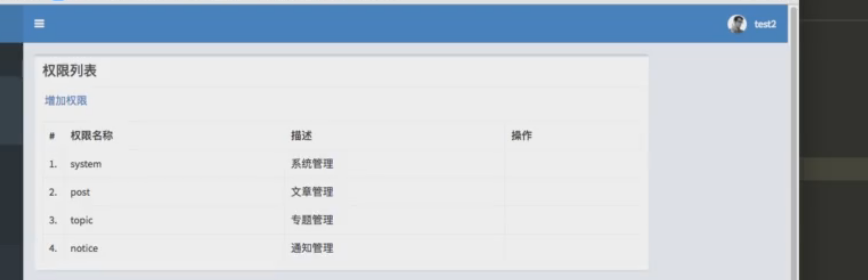 test2
权限列表
增加权限
# 权限名称 描述 操作
1. system 系统管理
2. post 文章管理
3. topic 专题管理
4. notice 通知管理